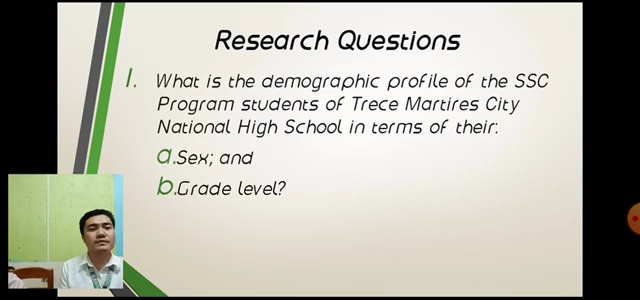 Research Questions
1. What is the demographic profile of the SSC
Program students of Trece Martires City
National High School in terms of their:
a.Sex; and
b.Grade level?